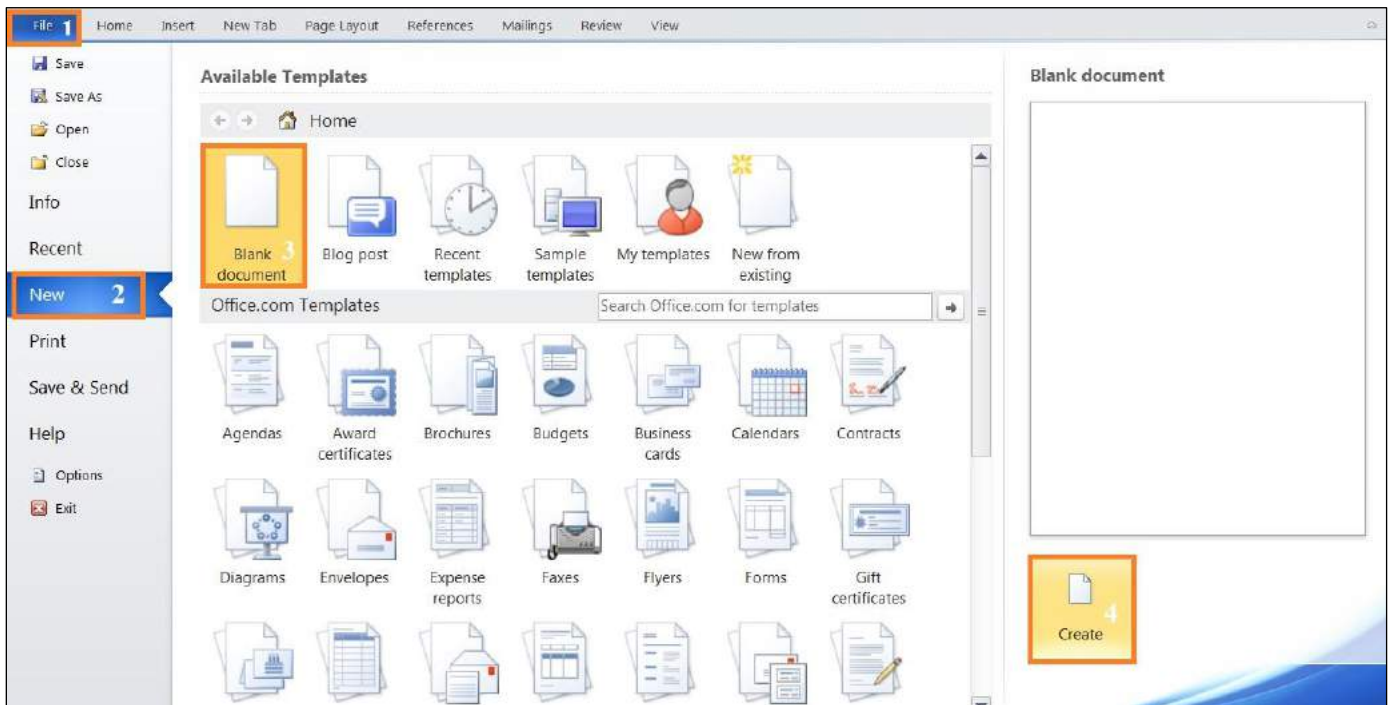 File 1 Home Insert New Tab Page Layout References Mailings Review View
Save
Save As
Open
Close
Info
Recent
New 2
Print
Save & Send
Help
Options
Exit
Available Templates
Home
Blank document 3
Blog post
Recent templates
Sample templates
My templates
New from existing
Office.com Templates
Search Office.com for templates
Agendas
Award certificates
Brochures
Budgets
Business cards
Calendars
Contracts
Diagrams
Envelopes
Expense reports
Faxes
Flyers
Forms
Gift certificates
Blank document
4
Create